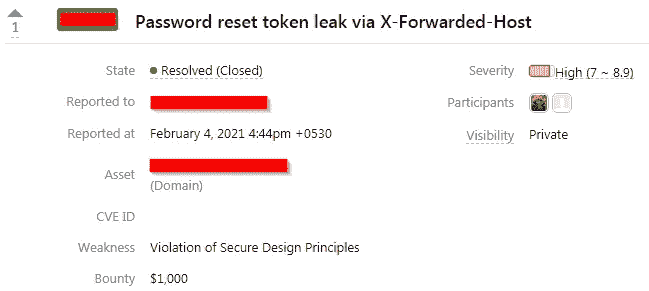 1
Password reset token leak via X-Forwarded-Host
State Resolved (Closed)
Severity High (7 ~ 8.9)
Reported to
Participants
Reported at February 4, 2021 4:44pm +0530
Visibility Private
Asset
(Domain)
CVE ID
Weakness Violation of Secure Design Principles
Bounty $1,000